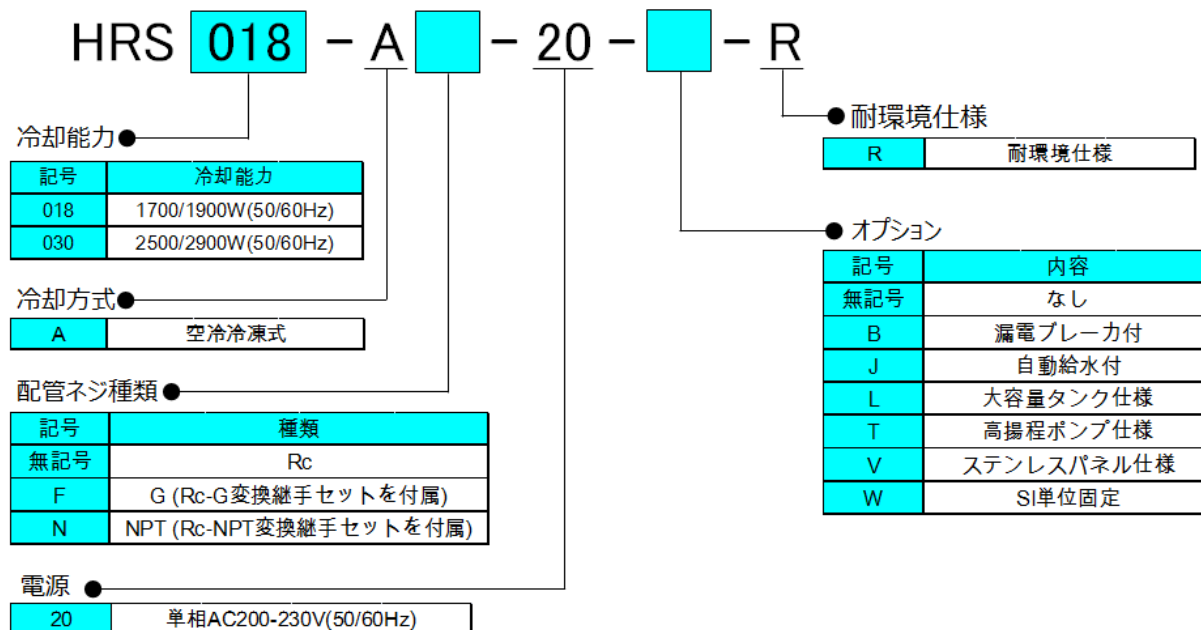 HRS 018 - A - 20 - - R
冷却能力
記号 冷却能力
018 1700/1900W(50/60Hz)
030 2500/2900W(50/60Hz)
冷却方式
A 空冷冷凍式
配管ネジ種類
記号 種類
無記号 Rc
F G (Rc-G変換継手セットを付属)
N NPT (Rc-NPT変換継手セットを付属)
電源
20 単相AC200-230V(50/60Hz)
耐環境仕様
R 耐環境仕様
オプション
記号 内容
無記号 なし
B 漏電ブレーカ付
J 自動給水付
L 大容量タンク仕様
T 高揚程ポンプ仕様
V ステンレスパネル仕様
W SI単位固定